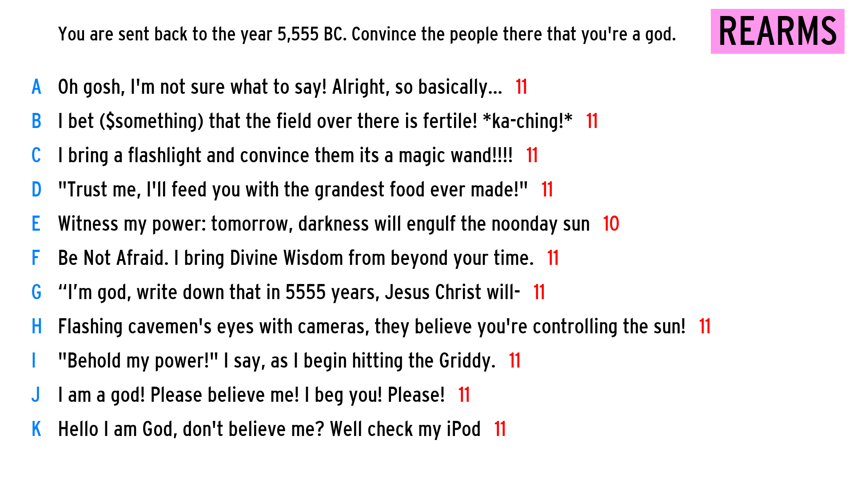 You are sent back to the year 5,555 BC. Convince the people there that you're a god.
REARMS
A Oh gosh, I'm not sure what to say! Alright, so basically... 11
B I bet ($something) that the field over there is fertile! *ka-ching!* 11
C I bring a flashlight and convince them its a magic wand!!!! 11
D "Trust me, I'll feed you with the grandest food ever made!" 11
E Witness my power: tomorrow, darkness will engulf the noonday sun 10
F Be Not Afraid. I bring Divine Wisdom from beyond your time. 11
G “I’m god, write down that in 5555 years, Jesus Christ will- 11
H Flashing cavemen's eyes with cameras, they believe you're controlling the sun! 11
I "Behold my power!" I say, as I begin hitting the Griddy. 11
J I am a god! Please believe me! I beg you! Please! 11
K Hello I am God, don't believe me? Well check my iPod 11